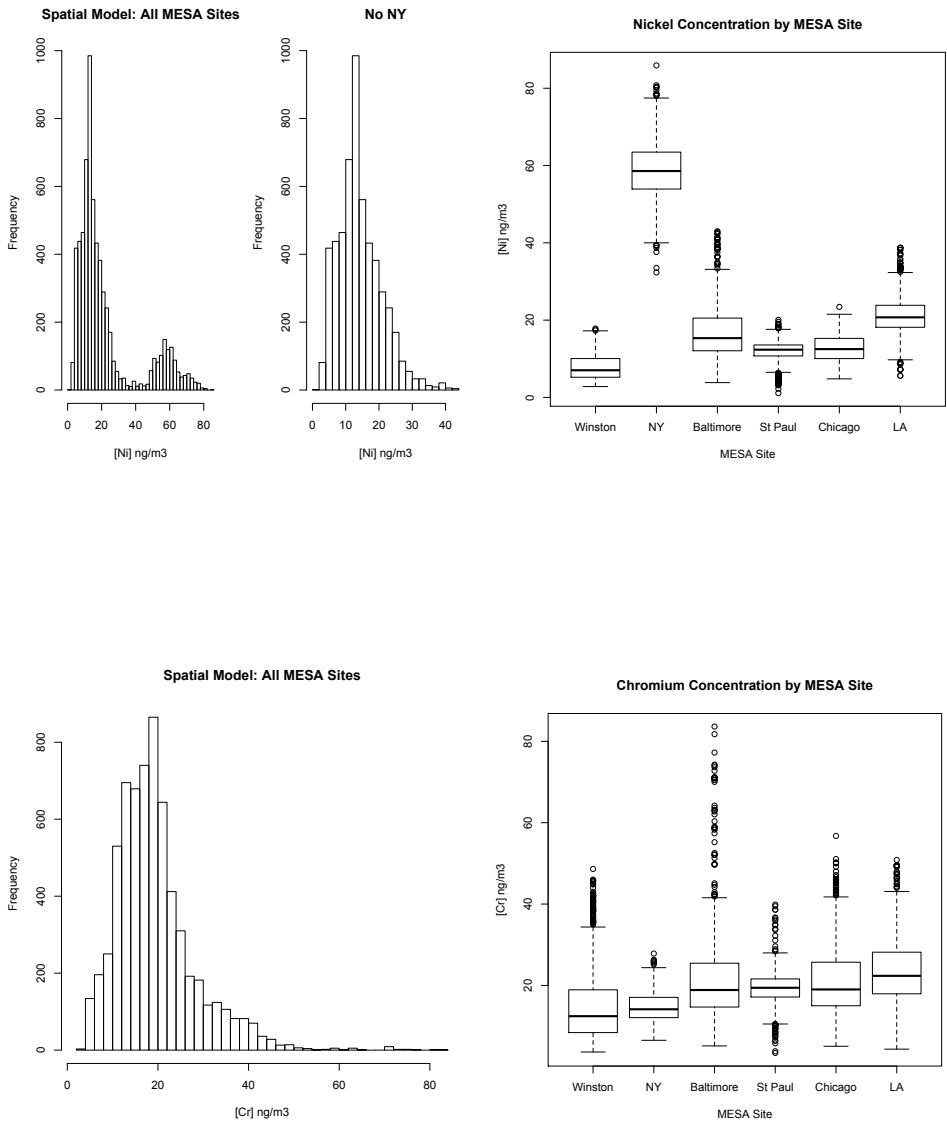 Spatial Model: All MESA Sites
Frequency
0 200 400 600 800 1000
0 20 40 60 80
[Ni] ng/m3
No NY
Frequency
0 200 400 600 800 1000
0 10 20 30 40
[Ni] ng/m3
Nickel Concentration by MESA Site
[Ni] ng/m3
0 20 40 60 80
Winston NY Baltimore St Paul Chicago LA
MESA Site
Spatial Model: All MESA Sites
Frequency
0 200 400 600 800
0 20 40 60 80
[Cr] ng/m3
Chromium Concentration by MESA Site
[Cr] ng/m3
20 40 60 80
Winston NY Baltimore St Paul Chicago LA
MESA Site